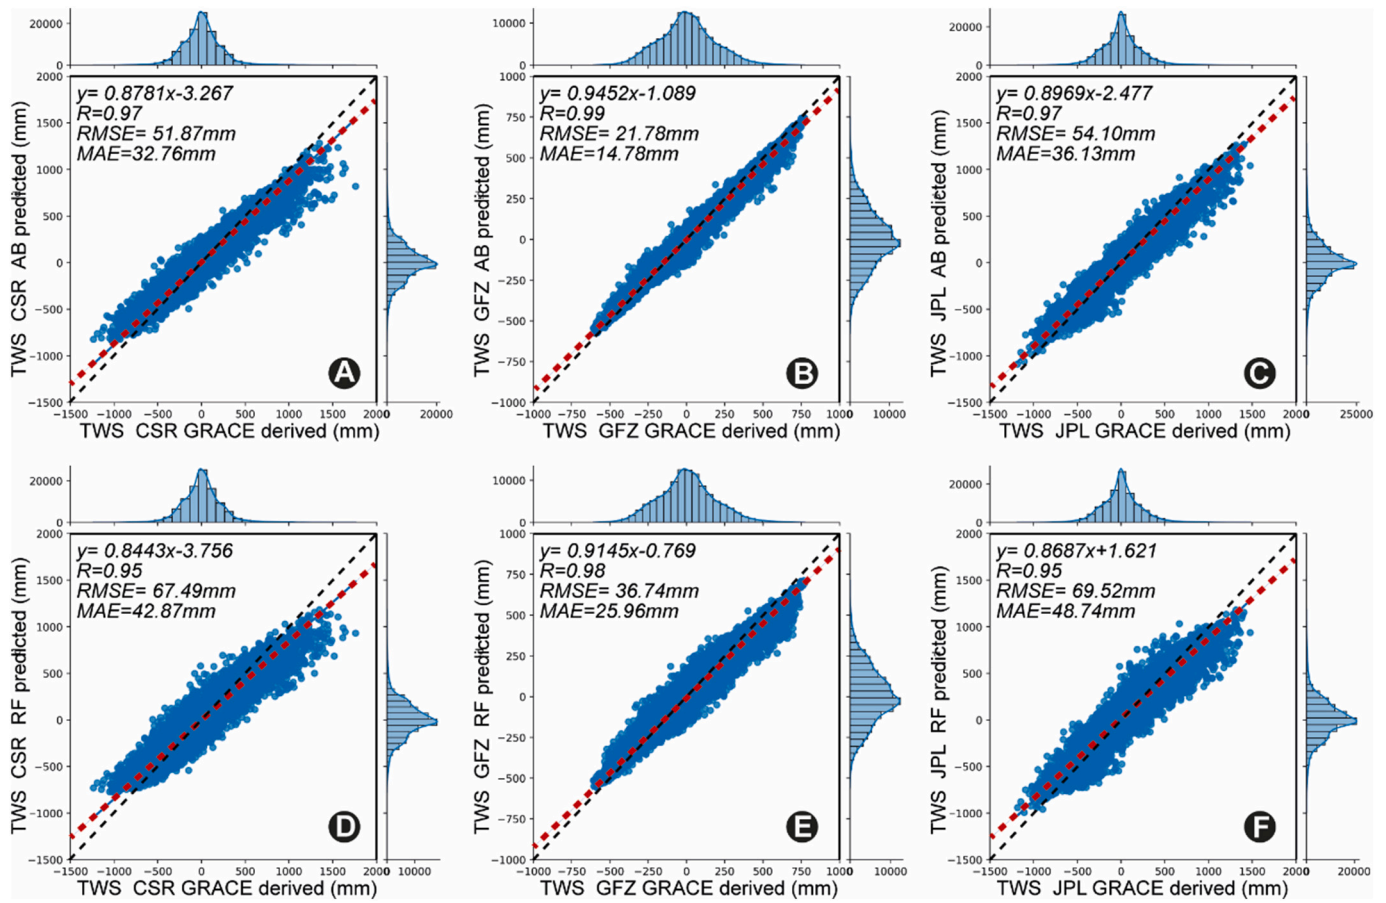 20000
0
2000
1500
1000
500
0
−500
−1000
−1500
TWS CSR AB predicted (mm)
y= 0.8781x-3.267
R=0.97
RMSE= 51.87mm
MAE=32.76mm
A
−1500 −1000 −500 0 500 1000 1500 2000
0 20000
TWS CSR GRACE derived (mm)
10000
0
1000
750
500
250
0
−250
−500
−750
−1000
TWS GFZ AB predicted (mm)
y= 0.9452x-1.089
R=0.99
RMSE= 21.78mm
MAE=14.78mm
B
−1000 −750 −500 −250 0 250 500 750 1000
0 10000
TWS GFZ GRACE derived (mm)
20000
0
2000
1500
1000
500
0
−500
−1000
−1500
TWS JPL AB predicted (mm)
y= 0.8969x-2.477
R=0.97
RMSE= 54.10mm
MAE=36.13mm
C
−1500 −1000 −500 0 500 1000 1500 2000
0 25000
TWS JPL GRACE derived (mm)
20000
0
2000
1500
1000
500
0
−500
−1000
−1500
TWS CSR RF predicted (mm)
y= 0.8443x-3.756
R=0.95
RMSE= 67.49mm
MAE=42.87mm
D
−1500 −1000 −500 0 500 1000 1500 2000
0 10000
TWS CSR GRACE derived (mm)
10000
0
1000
750
500
250
0
−250
−500
−750
−1000
TWS GFZ RF predicted (mm)
y= 0.9145x-0.769
R=0.98
RMSE= 36.74mm
MAE=25.96mm
E
−1000 −750 −500 −250 0 250 500 750 1000
0 10000
TWS GFZ GRACE derived (mm)
20000
0
2000
1500
1000
500
0
−500
−1000
−1500
TWS JPL RF predicted (mm)
y= 0.8687x+1.621
R=0.95
RMSE= 69.52mm
MAE=48.74mm
F
−1500 −1000 −500 0 500 1000 1500 2000
0 20000
TWS JPL GRACE derived (mm)